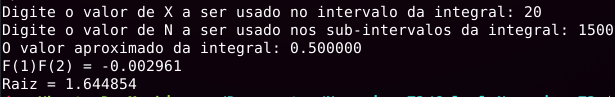 Digite o valor de X a ser usado no intervalo da integral: 20
Digite o valor de N a ser usado nos sub-intervalos da integral: 1500
O valor aproximado da integral: 0.500000
F(1)F(2) = -0.002961
Raiz = 1.644854